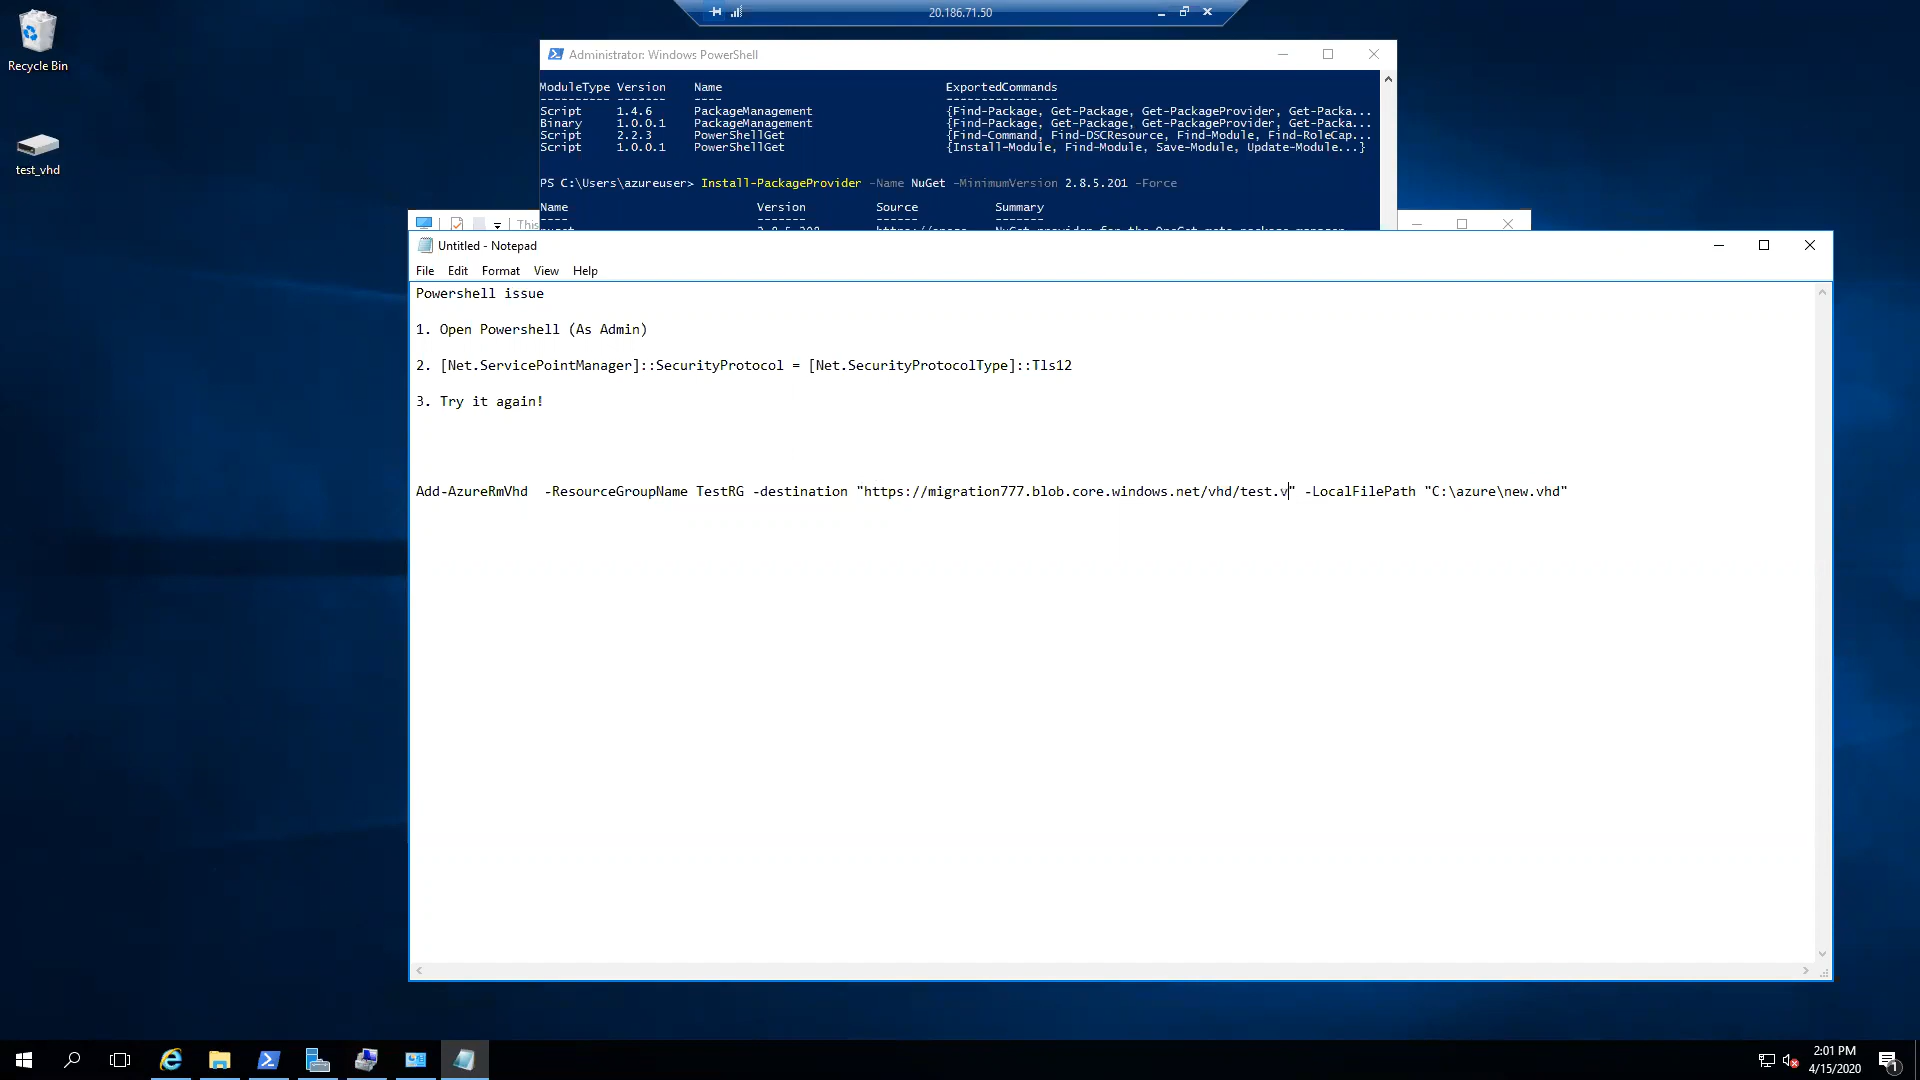 20.186.71.50
Recycle Bin
test_vhd
Administrator: Windows PowerShell
ModuleType Version Name ExportedCommands
---------- ------- ---- ----------------
Script 1.4.6 PackageManagement {Find-Package, Get-Package, Get-PackageProvider, Get-Packa...
Binary 1.0.0.1 PackageManagement {Find-Package, Get-Package, Get-PackageProvider, Get-Packa...
Script 2.2.3 PowerShellGet {Find-Command, Find-DSCResource, Find-Module, Find-RoleCap...
Script 1.0.0.1 PowerShellGet {Install-Module, Find-Module, Save-Module, Update-Module...}
PS C:\Users\azureuser> Install-PackageProvider -Name NuGet -MinimumVersion 2.8.5.201 -Force
Name Version Source Summary
---- ------- ------ -------
This
Untitled - Notepad
File Edit Format View Help
Powershell issue
1. Open Powershell (As Admin)
2. [Net.ServicePointManager]::SecurityProtocol = [Net.SecurityProtocolType]::Tls12
3. Try it again!
Add-AzureRmVhd -ResourceGroupName TestRG -destination "https://migration777.blob.core.windows.net/vhd/test.v" -LocalFilePath "C:\azure\new.vhd"
2:01 PM
4/15/2020
1